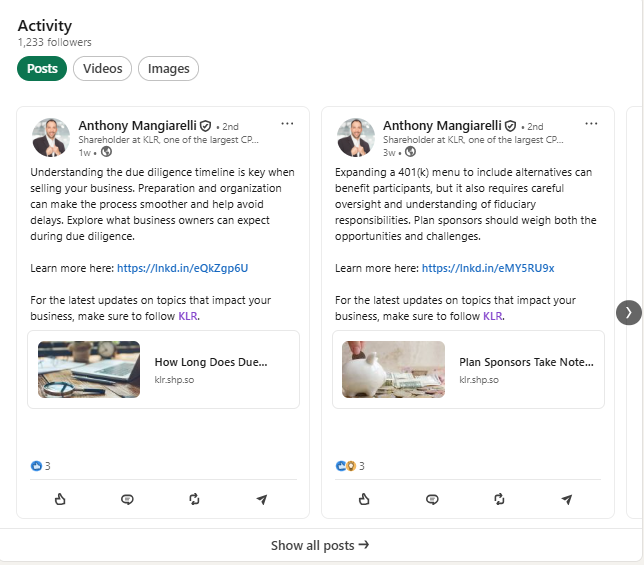 Activity
1,233 followers
Posts
Videos
Images
Anthony Mangiarelli • 2nd
Shareholder at KLR, one of the largest CP...
1w •
Understanding the due diligence timeline is key when
selling your business. Preparation and organization
can make the process smoother and help avoid
delays. Explore what business owners can expect
during due diligence.
Learn more here: https://lnkd.in/eQkZgp6U
For the latest updates on topics that impact your
business, make sure to follow KLR.
How Long Does Due...
klr.shp.so
3
Anthony Mangiarelli • 2nd
Shareholder at KLR, one of the largest CP...
3w •
Expanding a 401(k) menu to include alternatives can
benefit participants, but it also requires careful
oversight and understanding of fiduciary
responsibilities. Plan sponsors should weigh both the
opportunities and challenges.
Learn more here: https://lnkd.in/eMY5RU9x
For the latest updates on topics that impact your
business, make sure to follow KLR.
Plan Sponsors Take Note...
klr.shp.so
3
Show all posts →